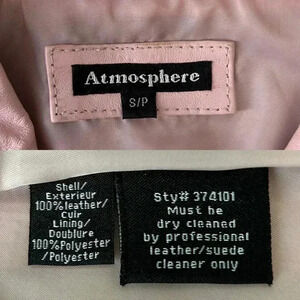 Atmosphere
S/P
Shell/
Exterieur
100%leather/
Cuir
Lining/
Doublure
100%Polyester
/Polyester
Sty# 374101
Must be
dry cleaned
by professional
leather/suede
cleaner only